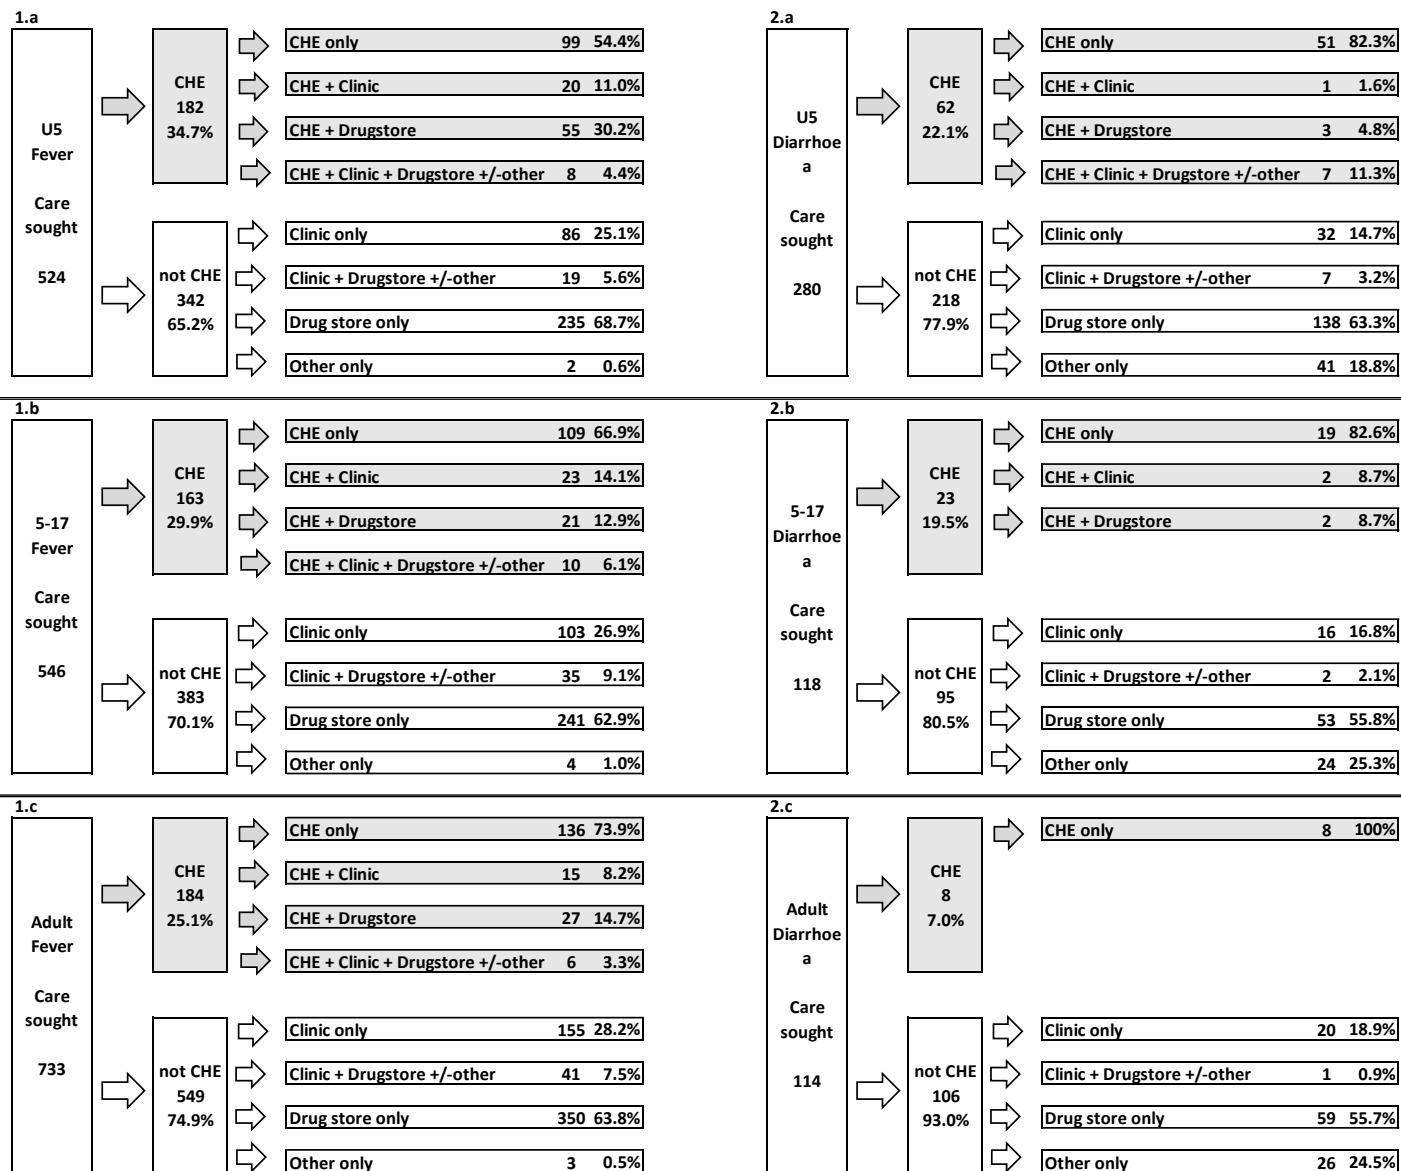 1.a
U5
Fever
Care
sought
524
CHE
182
34.7%
CHE only 99 54.4%
CHE + Clinic 20 11.0%
CHE + Drugstore 55 30.2%
CHE + Clinic + Drugstore +/-other 8 4.4%
not CHE
342
65.2%
Clinic only 86 25.1%
Clinic + Drugstore +/-other 19 5.6%
Drug store only 235 68.7%
Other only 2 0.6%
2.a
U5
Diarrhoe
a
Care
sought
280
CHE
62
22.1%
CHE only 51 82.3%
CHE + Clinic 1 1.6%
CHE + Drugstore 3 4.8%
CHE + Clinic + Drugstore +/-other 7 11.3%
not CHE
218
77.9%
Clinic only 32 14.7%
Clinic + Drugstore +/-other 7 3.2%
Drug store only 138 63.3%
Other only 41 18.8%
1.b
5-17
Fever
Care
sought
546
CHE
163
29.9%
CHE only 109 66.9%
CHE + Clinic 23 14.1%
CHE + Drugstore 21 12.9%
CHE + Clinic + Drugstore +/-other 10 6.1%
not CHE
383
70.1%
Clinic only 103 26.9%
Clinic + Drugstore +/-other 35 9.1%
Drug store only 241 62.9%
Other only 4 1.0%
2.b
5-17
Diarrhoe
a
Care
sought
118
CHE
23
19.5%
CHE only 19 82.6%
CHE + Clinic 2 8.7%
CHE + Drugstore 2 8.7%
not CHE
95
80.5%
Clinic only 16 16.8%
Clinic + Drugstore +/-other 2 2.1%
Drug store only 53 55.8%
Other only 24 25.3%
1.c
Adult
Fever
Care
sought
733
CHE
184
25.1%
CHE only 136 73.9%
CHE + Clinic 15 8.2%
CHE + Drugstore 27 14.7%
CHE + Clinic + Drugstore +/-other 6 3.3%
not CHE
549
74.9%
Clinic only 155 28.2%
Clinic + Drugstore +/-other 41 7.5%
Drug store only 350 63.8%
Other only 3 0.5%
2.c
Adult
Diarrhoe
a
Care
sought
114
CHE
8
7.0%
CHE only 8 100%
not CHE
106
93.0%
Clinic only 20 18.9%
Clinic + Drugstore +/-other 1 0.9%
Drug store only 59 55.7%
Other only 26 24.5%